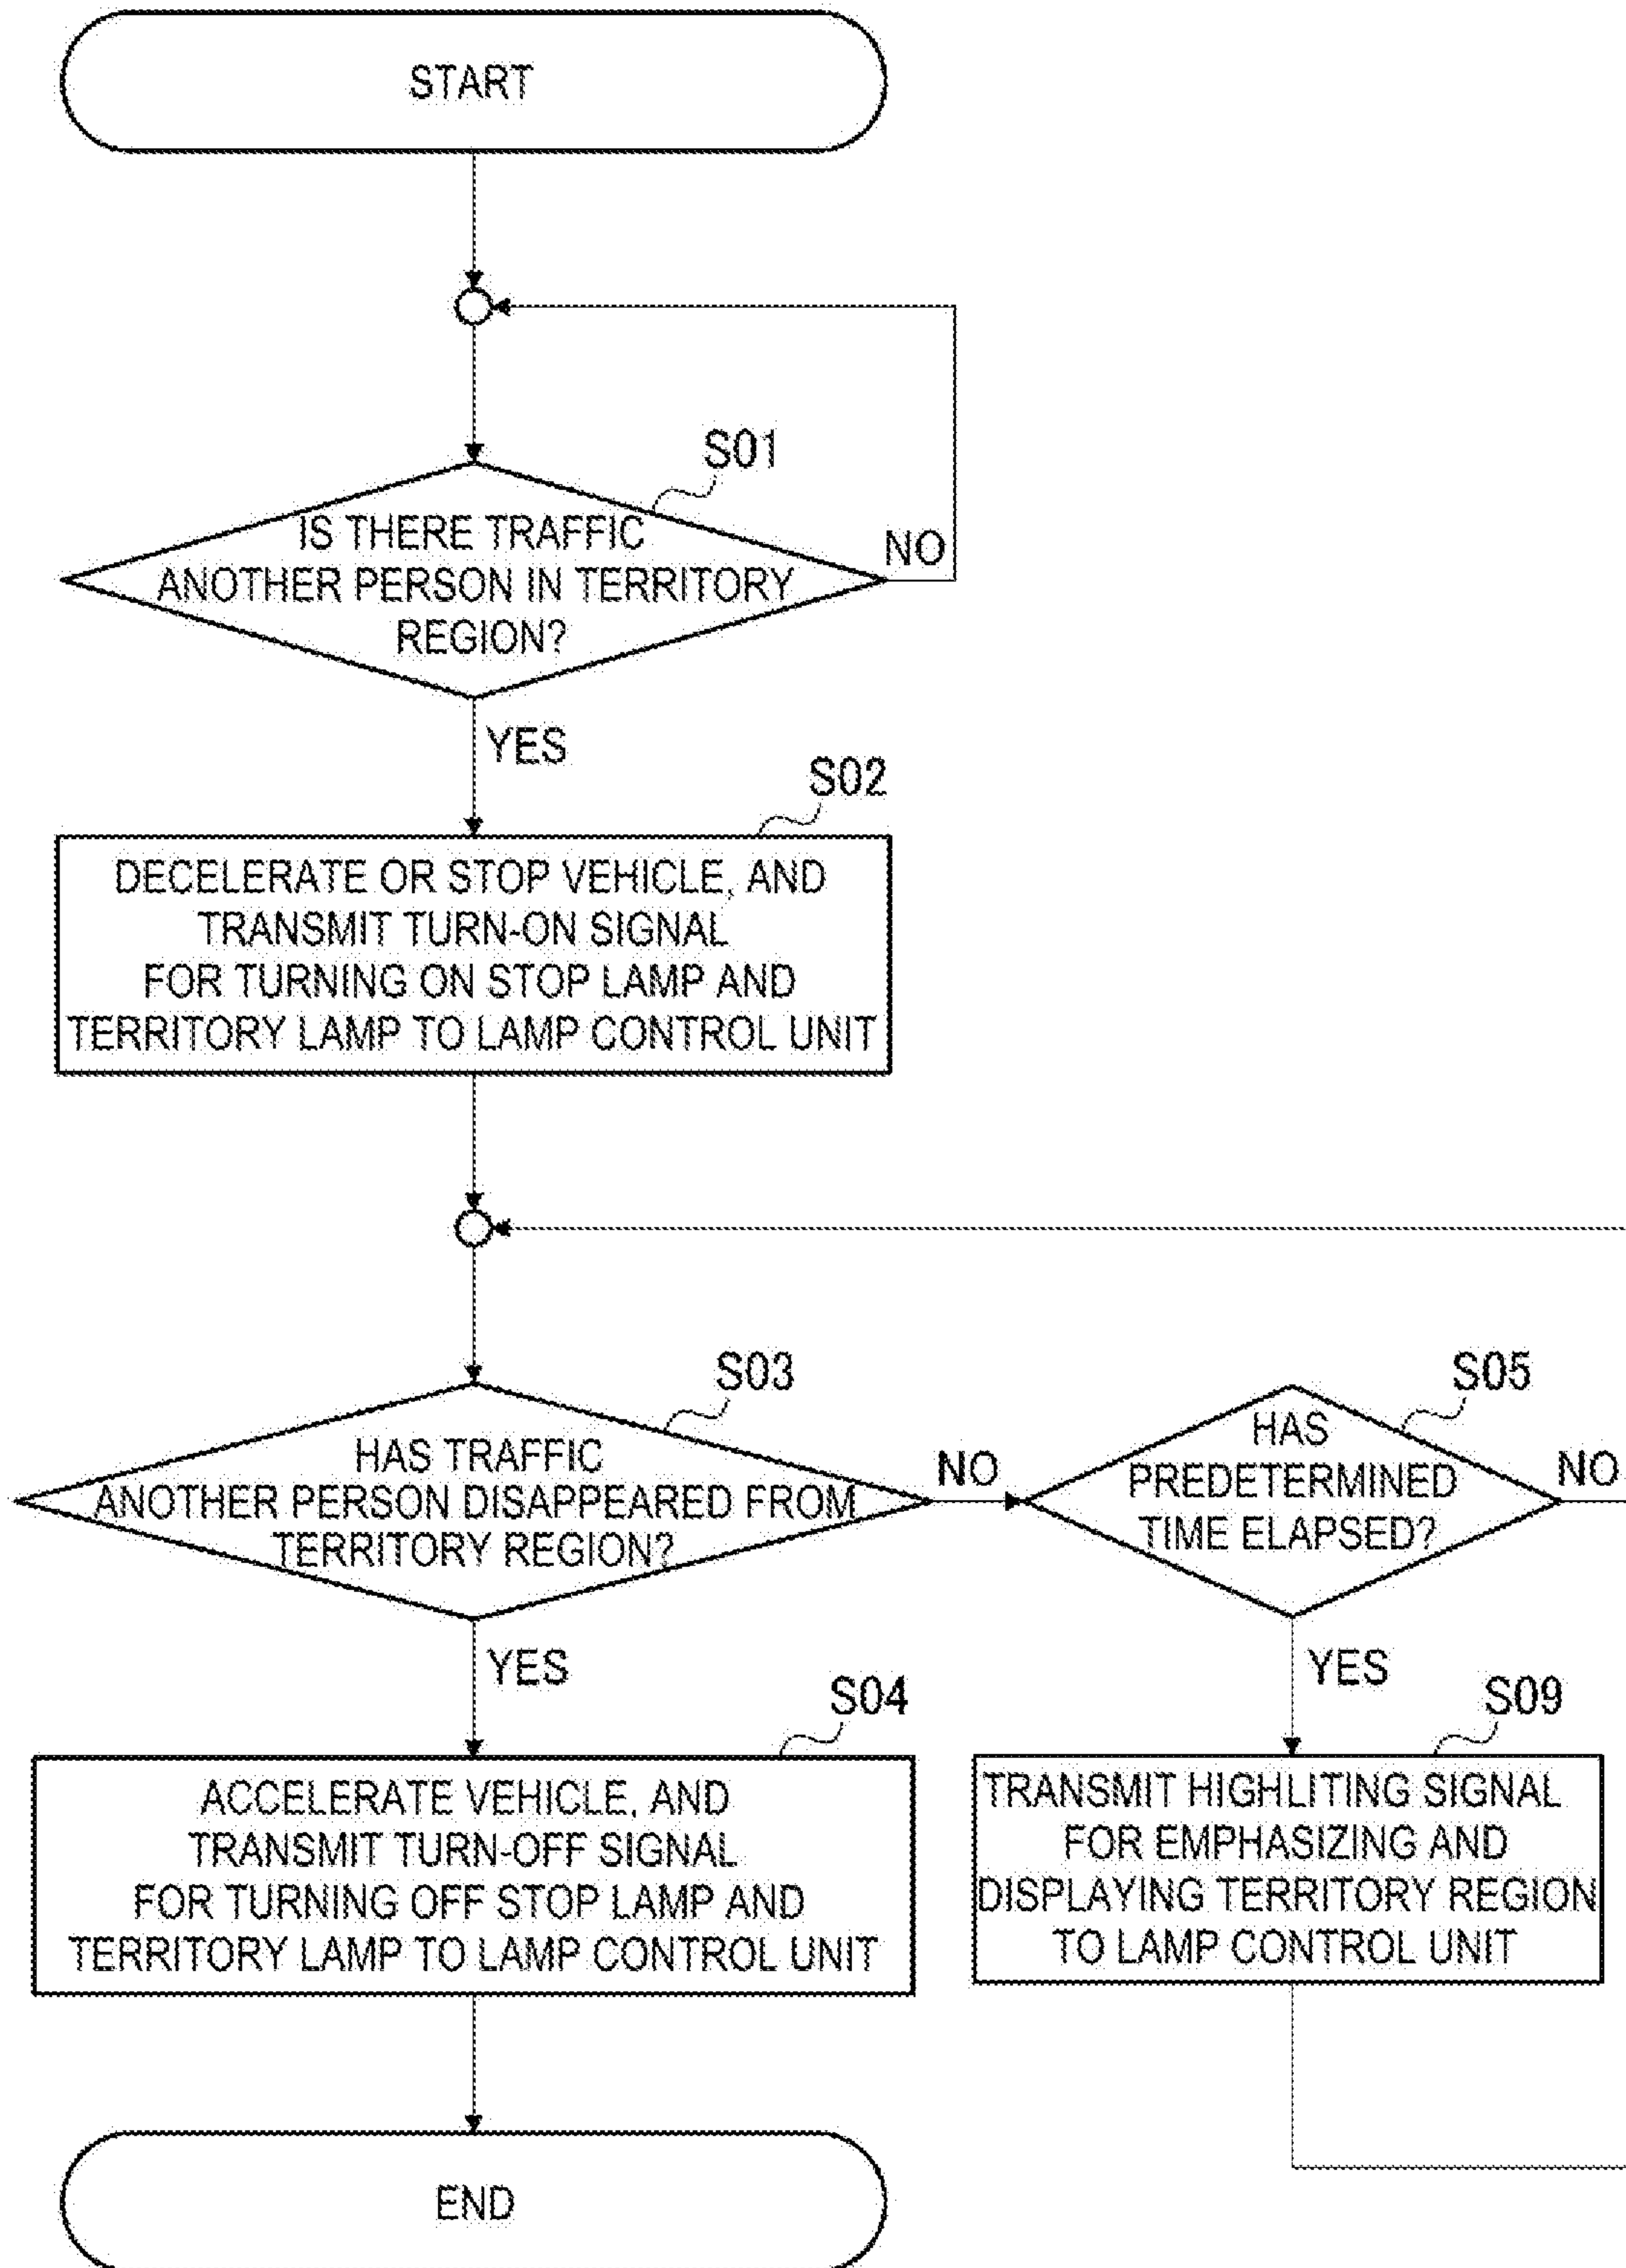 START
S01
IS THERE TRAFFIC
ANOTHER PERSON IN TERRITORY
REGION?
NO
YES
S02
DECELERATE OR STOP VEHICLE, AND
TRANSMIT TURN-ON SIGNAL
FOR TURNING ON STOP LAMP AND
TERRITORY LAMP TO LAMP CONTROL UNIT
S03
HAS TRAFFIC
ANOTHER PERSON DISAPPEARED FROM
TERRITORY REGION?
NO
YES
S05
HAS
PREDETERMINED
TIME ELAPSED?
NO
YES
S04
ACCELERATE VEHICLE, AND
TRANSMIT TURN-OFF SIGNAL
FOR TURNING OFF STOP LAMP AND
TERRITORY LAMP TO LAMP CONTROL UNIT
S09
TRANSMIT HIGHLITING SIGNAL
FOR EMPHASIZING AND
DISPLAYING TERRITORY REGION
TO LAMP CONTROL UNIT
END